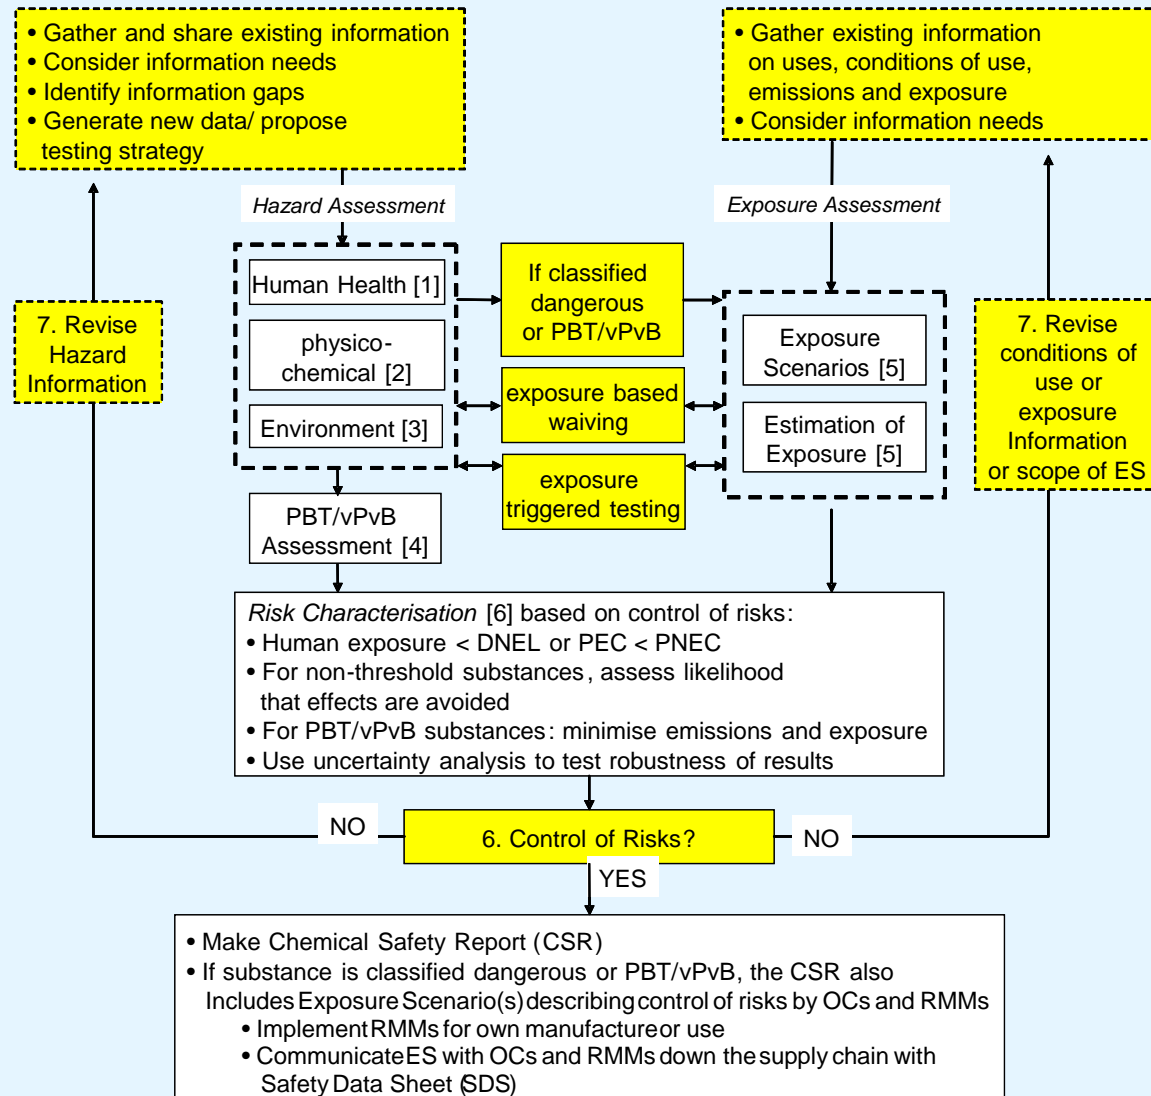 • Gather and share existing information
• Consider information needs
• Identify information gaps
• Generate new data/ propose
testing strategy
• Gather existing information
on uses, conditions of use,
emissions and exposure
• Consider information needs
Hazard Assessment
Exposure Assessment
Human Health [1]
physico-
chemical [2]
Environment [3]
If classified
dangerous
or PBT/vPvB
exposure based
waiving
exposure
triggered testing
Exposure
Scenarios [5]
Estimation of
Exposure [5]
7. Revise
Hazard
Information
7. Revise
conditions of
use or
exposure
Information
or scope of ES
PBT/vPvB
Assessment [4]
Risk Characterisation [6] based on control of risks:
• Human exposure < DNEL or PEC < PNEC
• For non-threshold substances, assess likelihood
that effects are avoided
• For PBT/vPvB substances: minimise emissions and exposure
• Use uncertainty analysis to test robustness of results
NO
6. Control of Risks?
NO
YES
• Make Chemical Safety Report (CSR)
• If substance is classified dangerous or PBT/vPvB, the CSR also
Includes Exposure Scenario(s) describing control of risks by OCs and RMMs
• Implement RMMs for own manufacture or use
• Communicate ES with OCs and RMMs down the supply chain with
Safety Data Sheet (SDS)